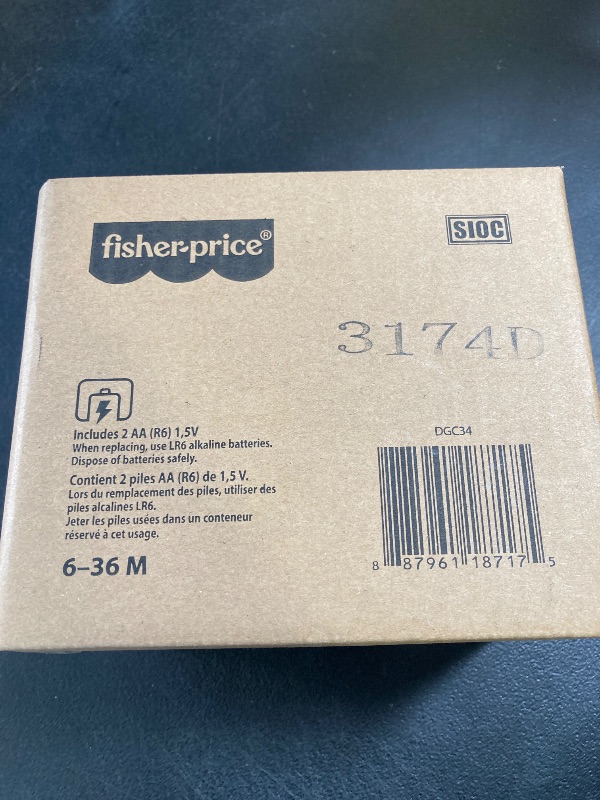 fisher-price®
SIOC
3174D
Includes 2 AA (R6) 1,5V
When replacing, use LR6 alkaline batteries.
Dispose of batteries safely.
Contient 2 piles AA (R6) de 1,5 V.
Lors du remplacement des piles, utiliser des
piles alcalines LR6.
Jeter les piles usées dans un conteneur
réservé à cet usage.
6–36 M
DGC34
8 87961 18717 5